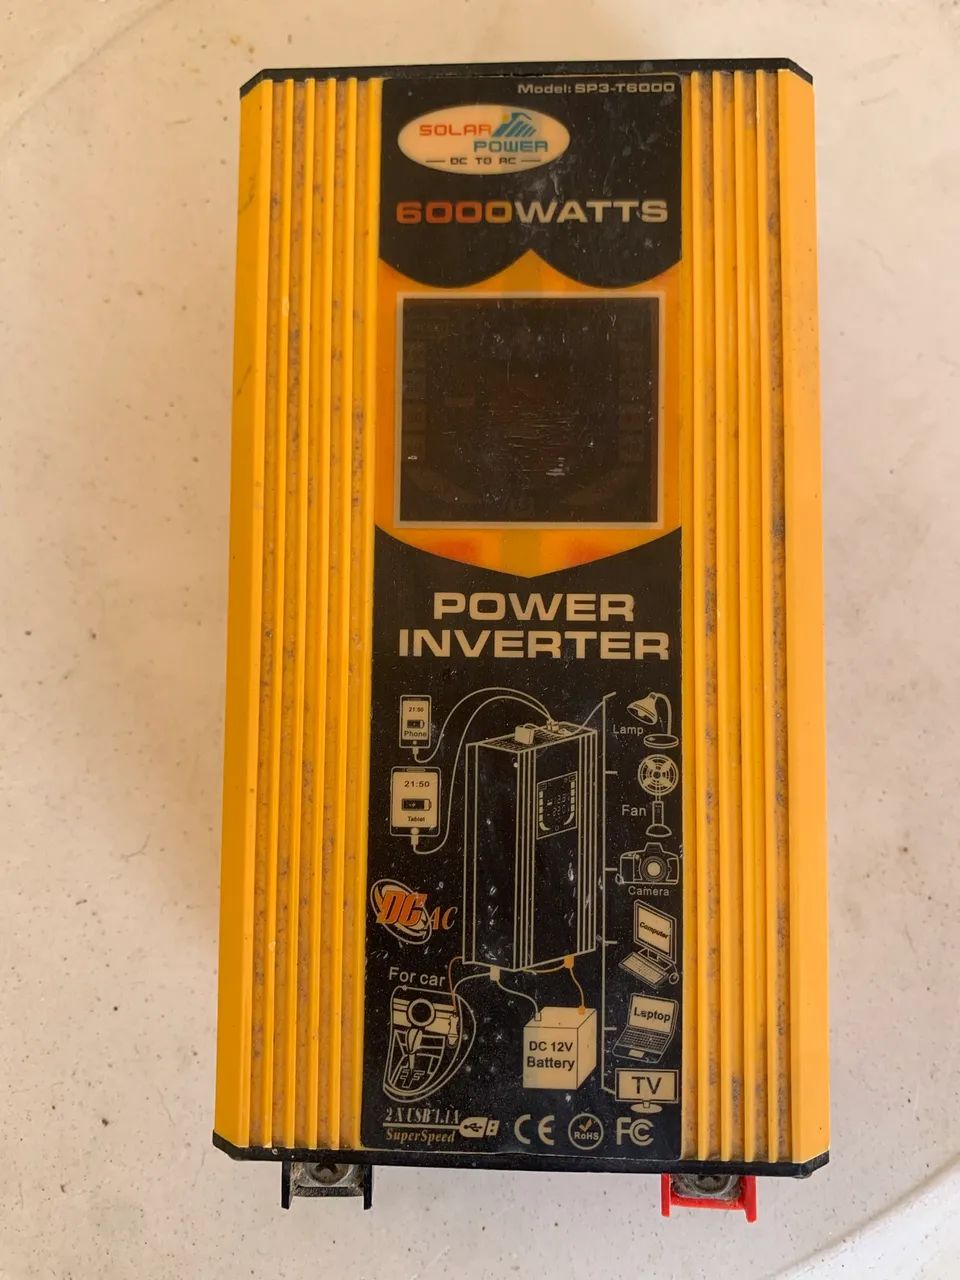 Model: SP3-T6000
SOLAR
POWER
DC TO AC
6000WATTS
POWER
INVERTER
21:50
Phone
21:50
Tablet
Lamp
Fan
Camera
Computer
Laptop
TV
DC AC
For car
DC 12V
Battery
2 X USB 1.1A
SuperSpeed
CE
RoHS
FC